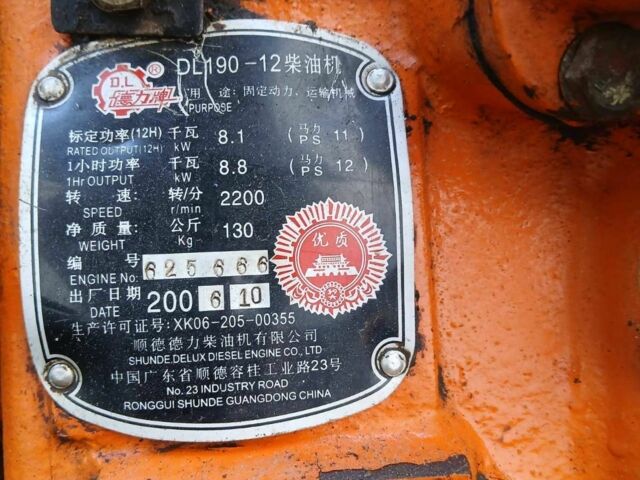 D.L ®
德力牌
DL190-12柴油机
用 途: 固定动力、运输机械
PURPOSE
标定功率(12H) 千瓦 8.1 (马力 11)
RATED OUTPUT(12H) kW PS
1小时功率 千瓦 8.8 (马力 12)
1Hr OUTPUT kW PS
转 速: 转/分 2200
SPEED r/min
净 质 量: 公斤 130
WEIGHT Kg
优质
编 号 625666
ENGINE No:
出厂日期 200 6 10
DATE
生产许可证号: XK06-205-00355
顺德德力柴油机有限公司
SHUNDE.DELUX DIESEL ENGINE CO., LTD
中国广东省顺德容桂工业路23号
No. 23 INDUSTRY ROAD
RONGGUI SHUNDE GUANGDONG CHINA